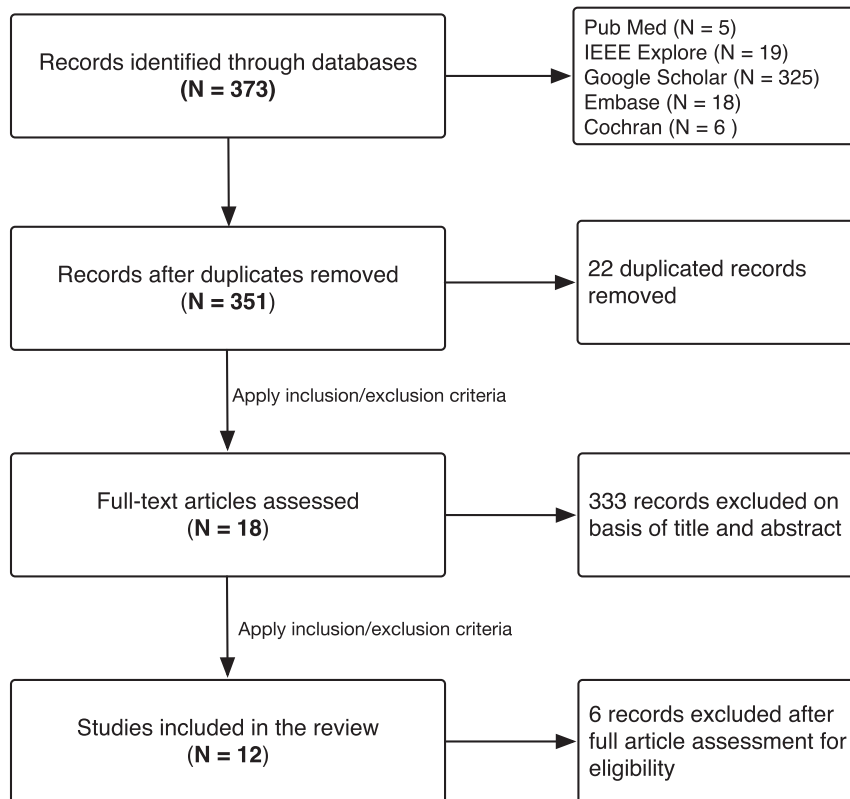 Records identified through databases
(N = 373)
Pub Med (N = 5)
IEEE Explore (N = 19)
Google Scholar (N = 325)
Embase (N = 18)
Cochran (N = 6 )
Records after duplicates removed
(N = 351)
22 duplicated records
removed
Apply inclusion/exclusion criteria
Full-text articles assessed
(N = 18)
333 records excluded on
basis of title and abstract
Apply inclusion/exclusion criteria
Studies included in the review
(N = 12)
6 records excluded after
full article assessment for
eligibility